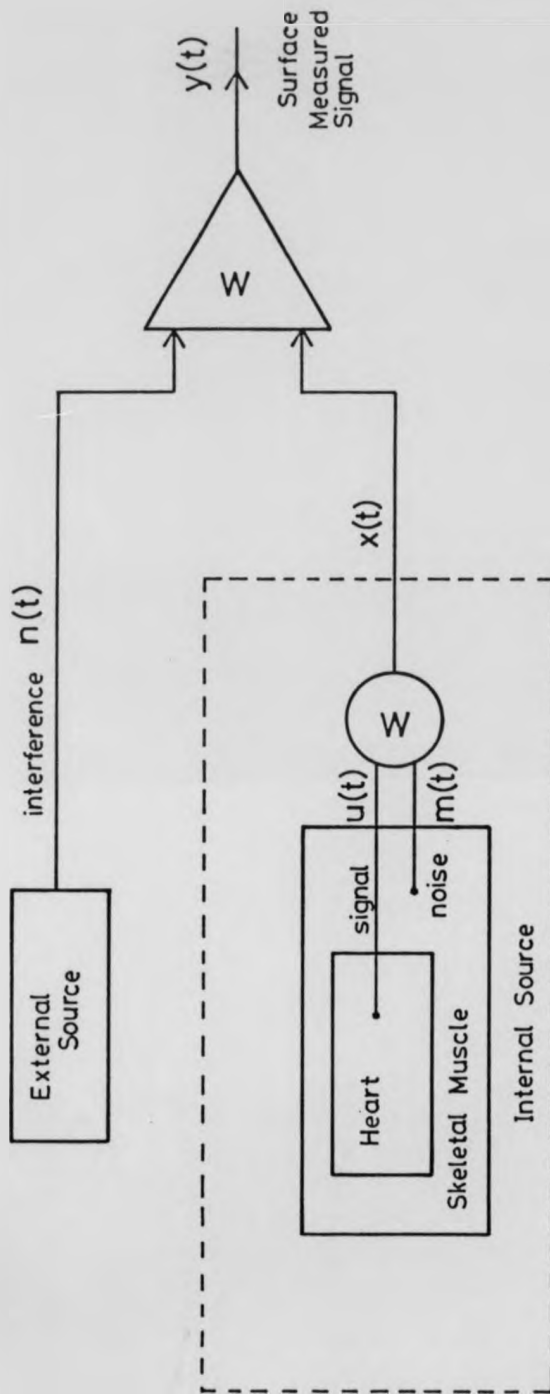 External
Source
interference n(t)
y(t)
Surface
Measured
Signal
W
x(t)
W
u(t)
m(t)
signal
noise
Heart
Skeletal Muscle
Internal Source